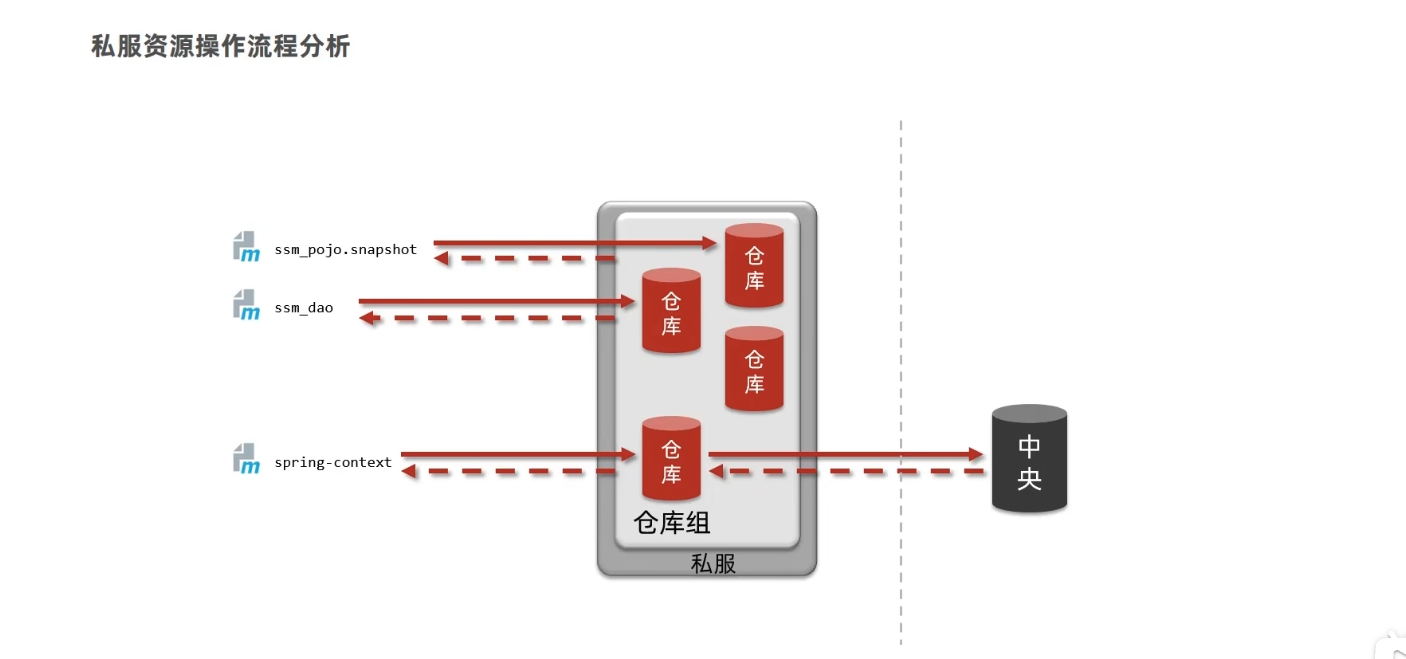 私服资源操作流程分析
ssm_pojo.snapshot
仓库
ssm_dao
仓库
仓库
spring-context
仓库
中央
仓库组
私服